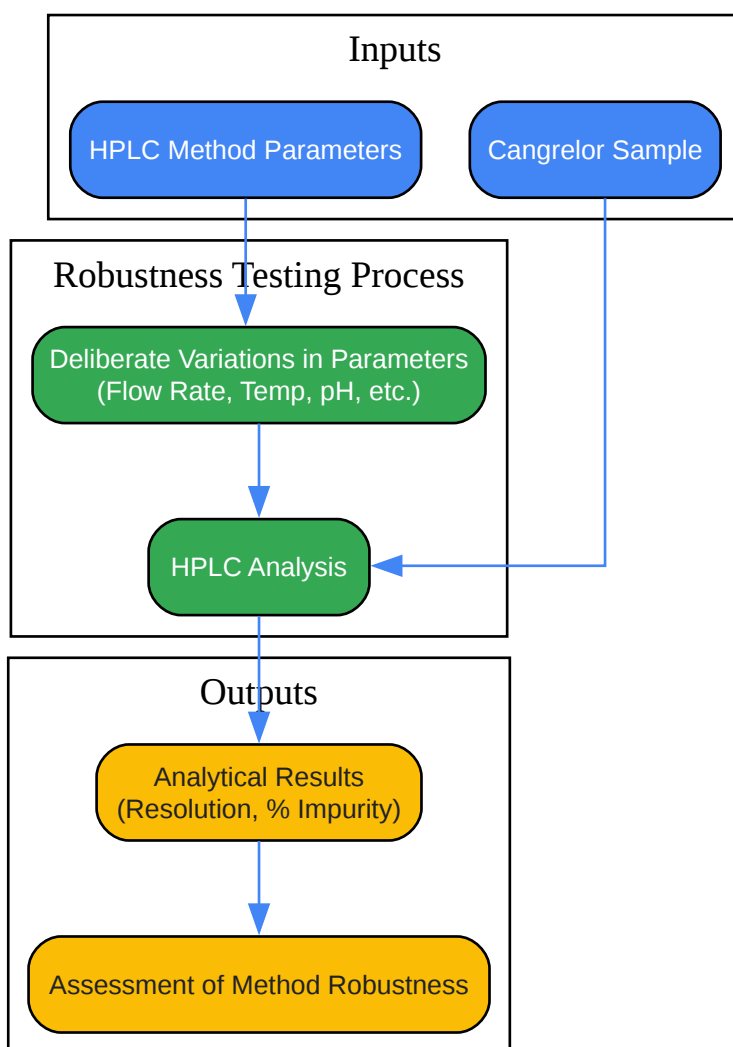 Inputs
HPLC Method Parameters
Cangrelor Sample
Robustness Testing Process
Deliberate Variations in Parameters
(Flow Rate, Temp, pH, etc.)
HPLC Analysis
Outputs
Analytical Results
(Resolution, % Impurity)
Assessment of Method Robustness